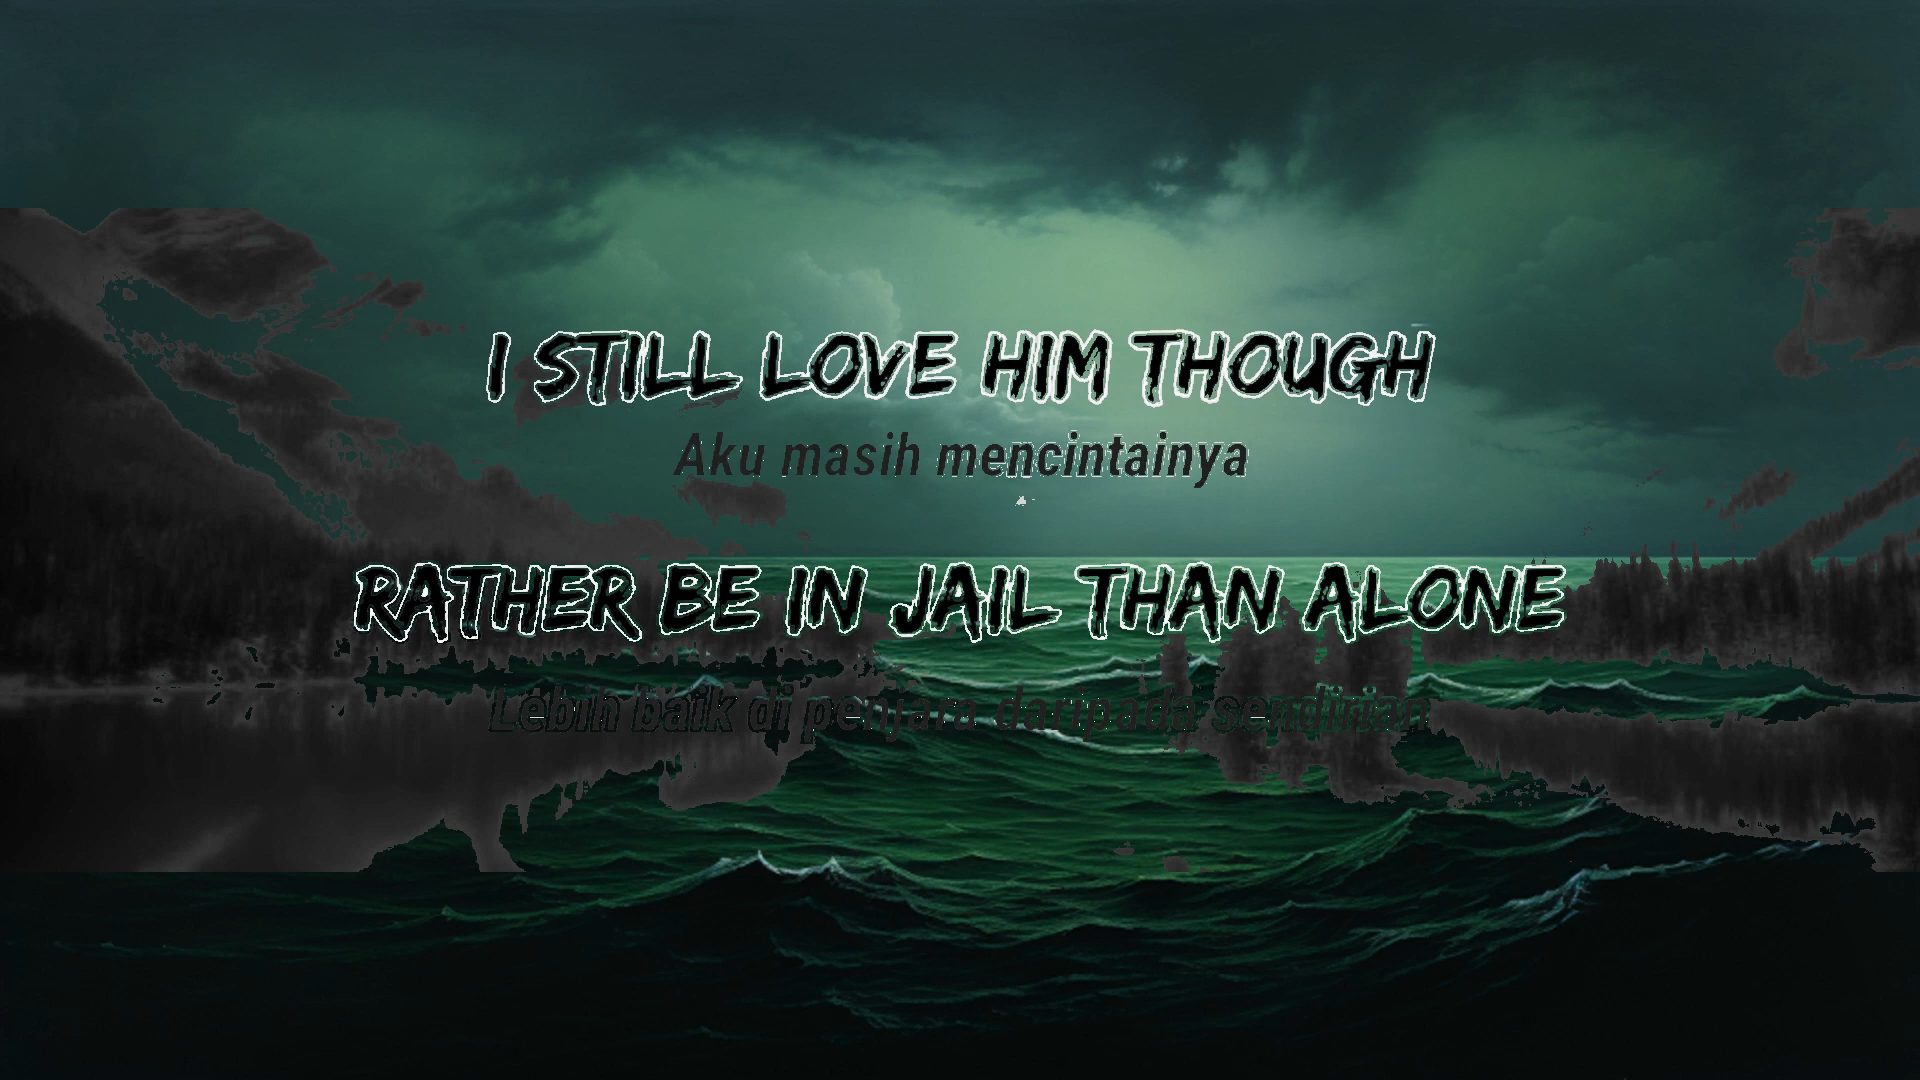 I STILL LOVE HIM THOUGH
Aku masih mencintainya
RATHER BE IN JAIL THAN ALONE
Lebih baik di penjara daripada sendirian